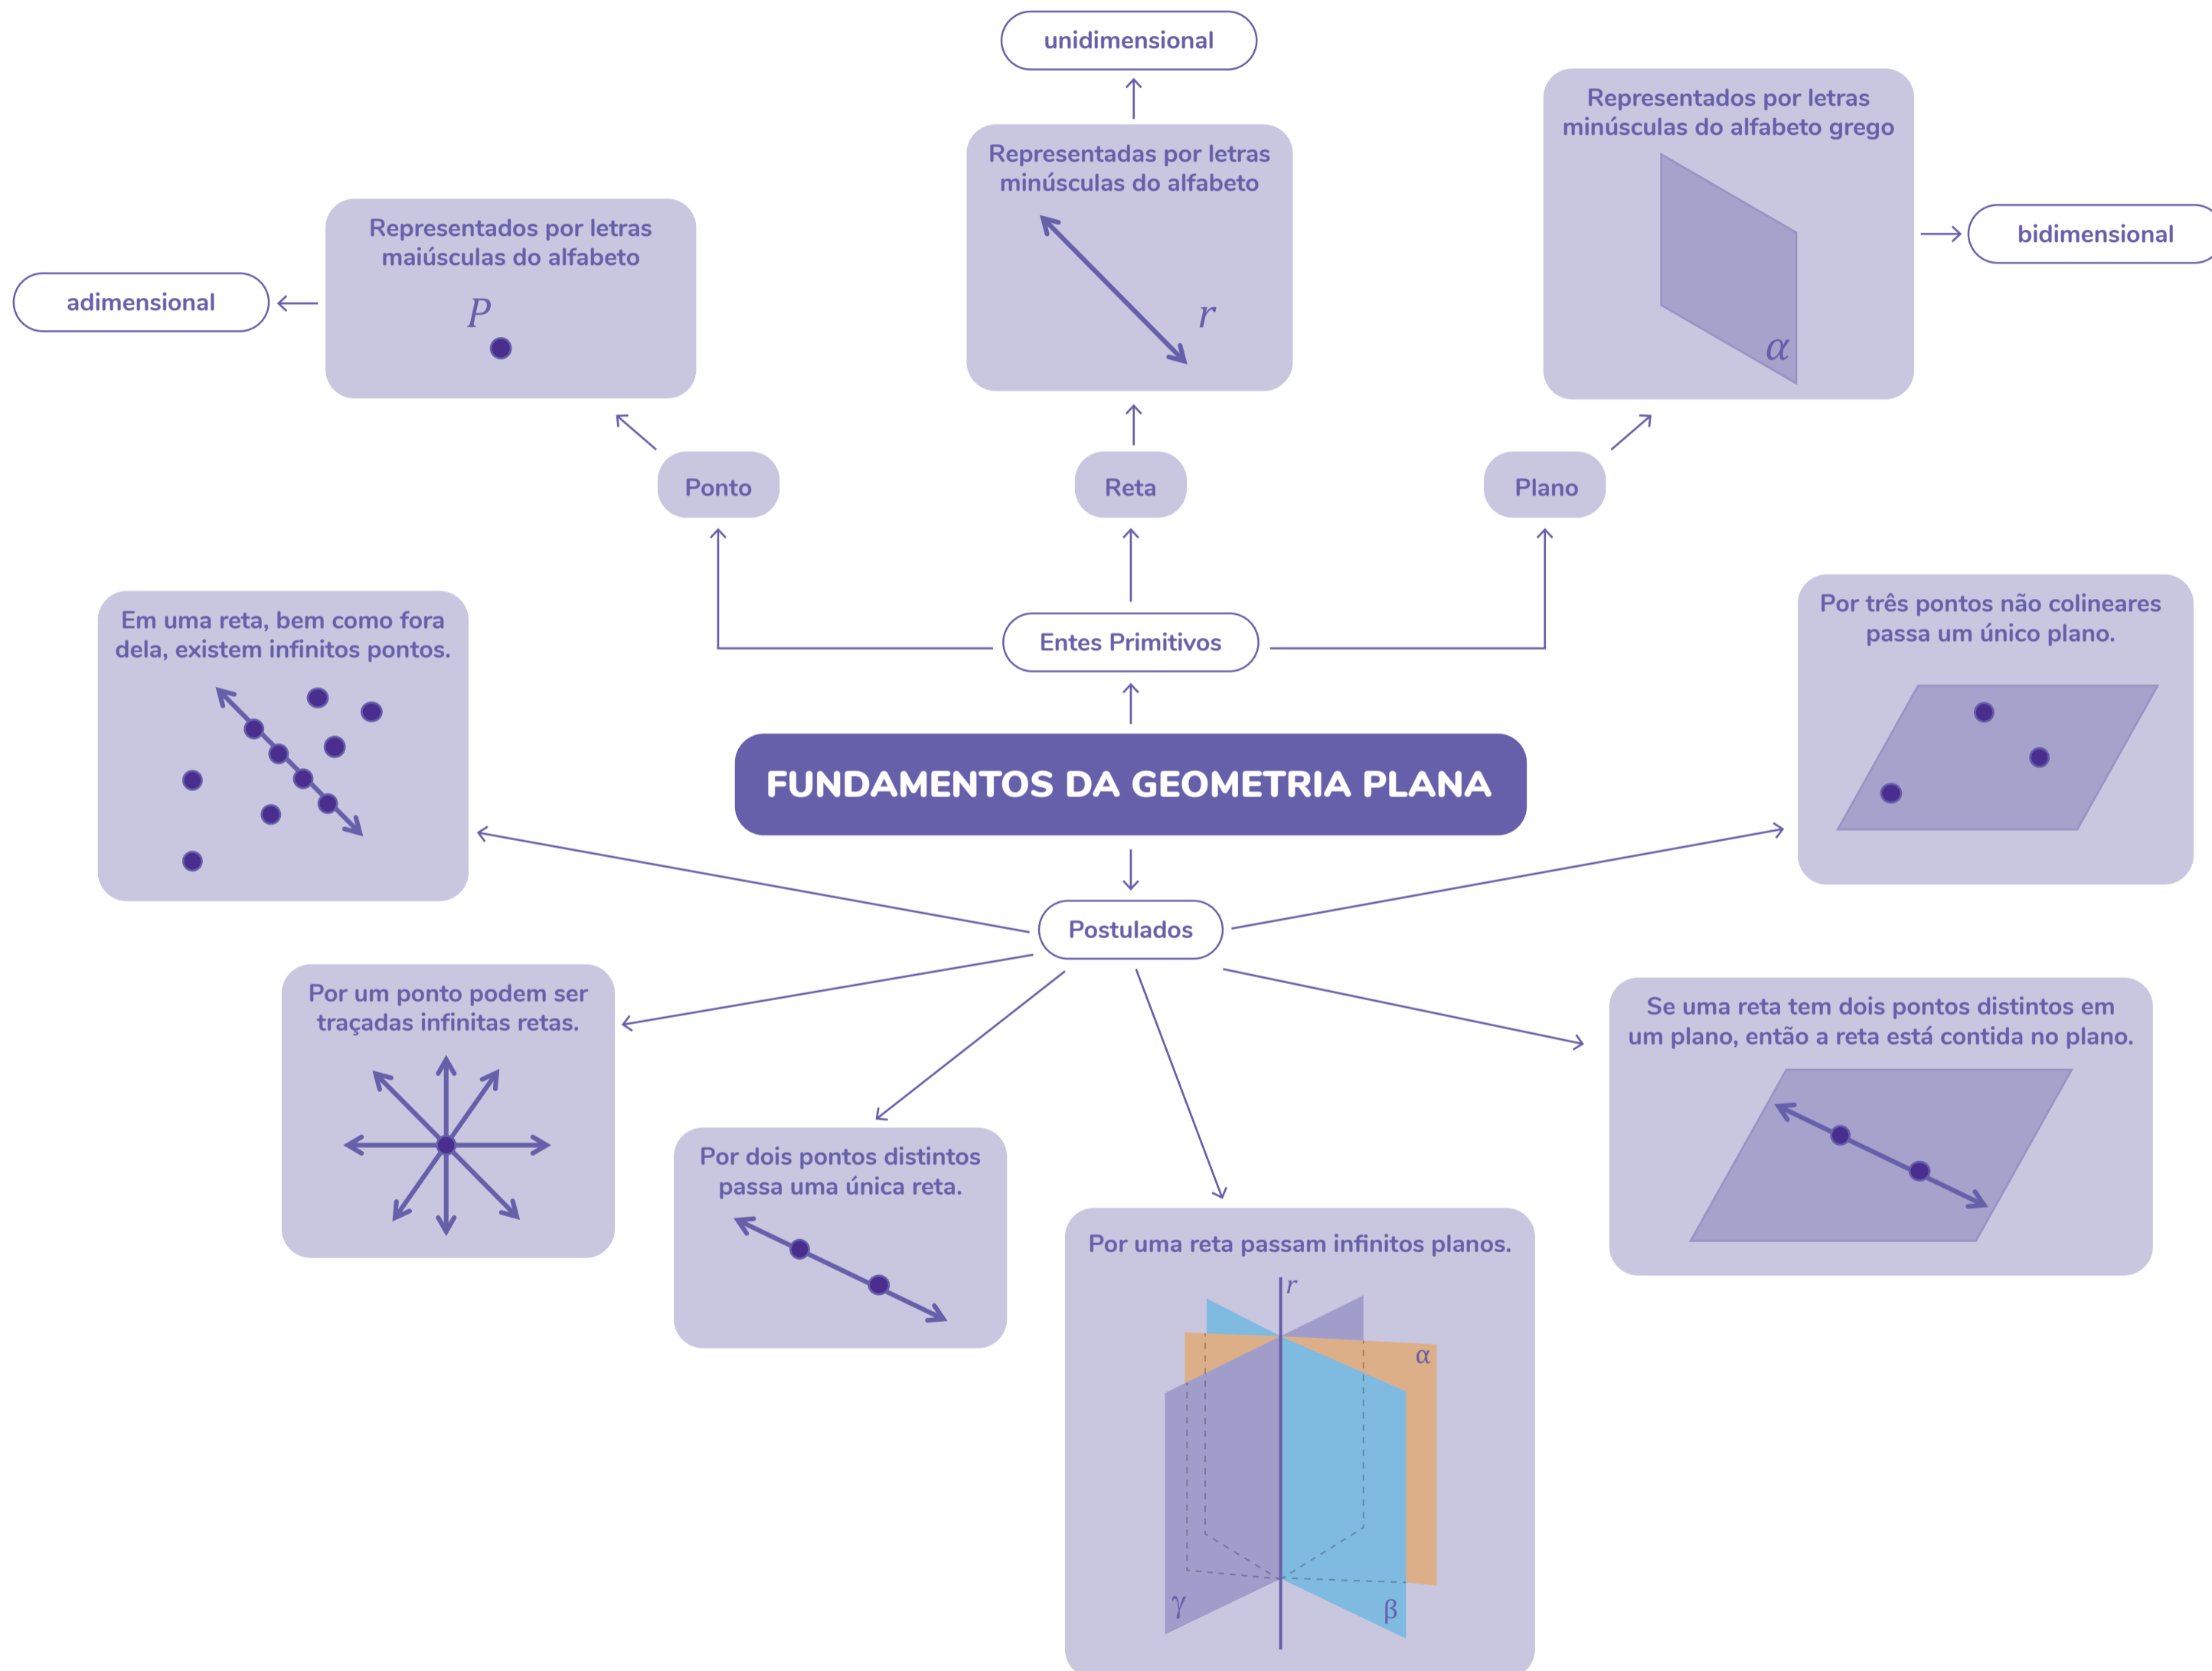 unidimensional
Representadas por letras
minúsculas do alfabeto
r
Representados por letras
minúsculas do alfabeto grego
α
bidimensional
Representados por letras
maiúsculas do alfabeto
P
adimensional
Ponto
Reta
Plano
Entes Primitivos
FUNDAMENTOS DA GEOMETRIA PLANA
Postulados
Em uma reta, bem como fora
dela, existem infinitos pontos.
Por três pontos não colineares
passa um único plano.
Por um ponto podem ser
traçadas infinitas retas.
Se uma reta tem dois pontos distintos em
um plano, então a reta está contida no plano.
Por dois pontos distintos
passa uma única reta.
Por uma reta passam infinitos planos.
r
α
γ
β